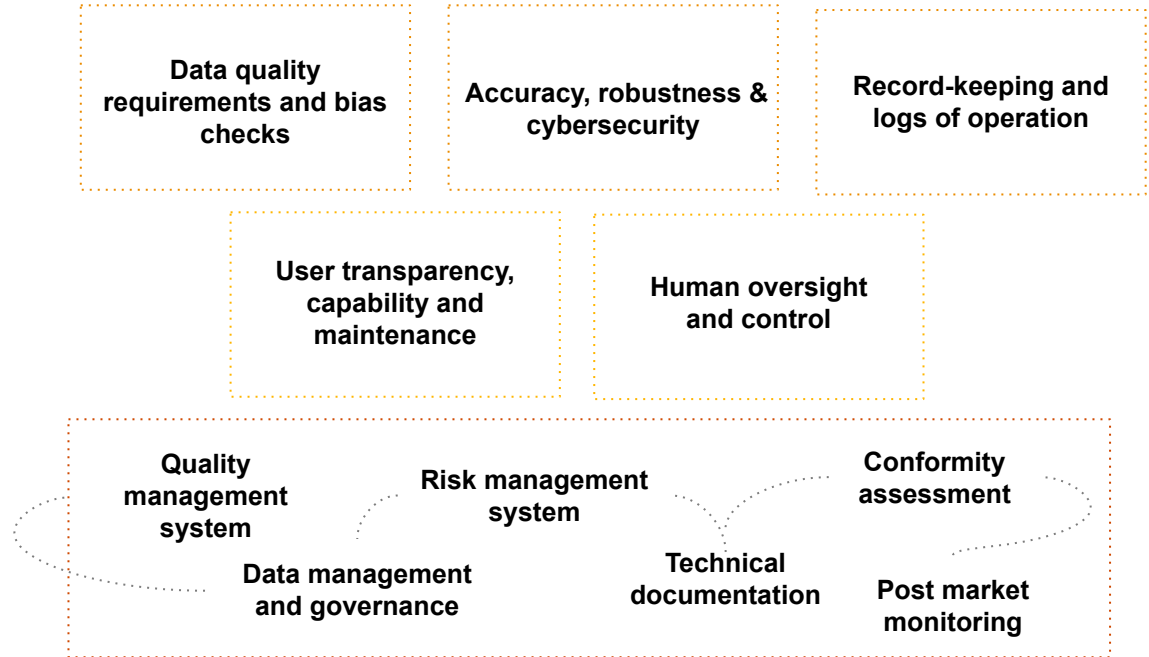 Data quality
requirements and bias
checks
Accuracy, robustness &
cybersecurity
Record-keeping and
logs of operation
User transparency,
capability and
maintenance
Human oversight
and control
Quality
management
system
Risk management
system
Conformity
assessment
Data management
and governance
Technical
documentation
Post market
monitoring